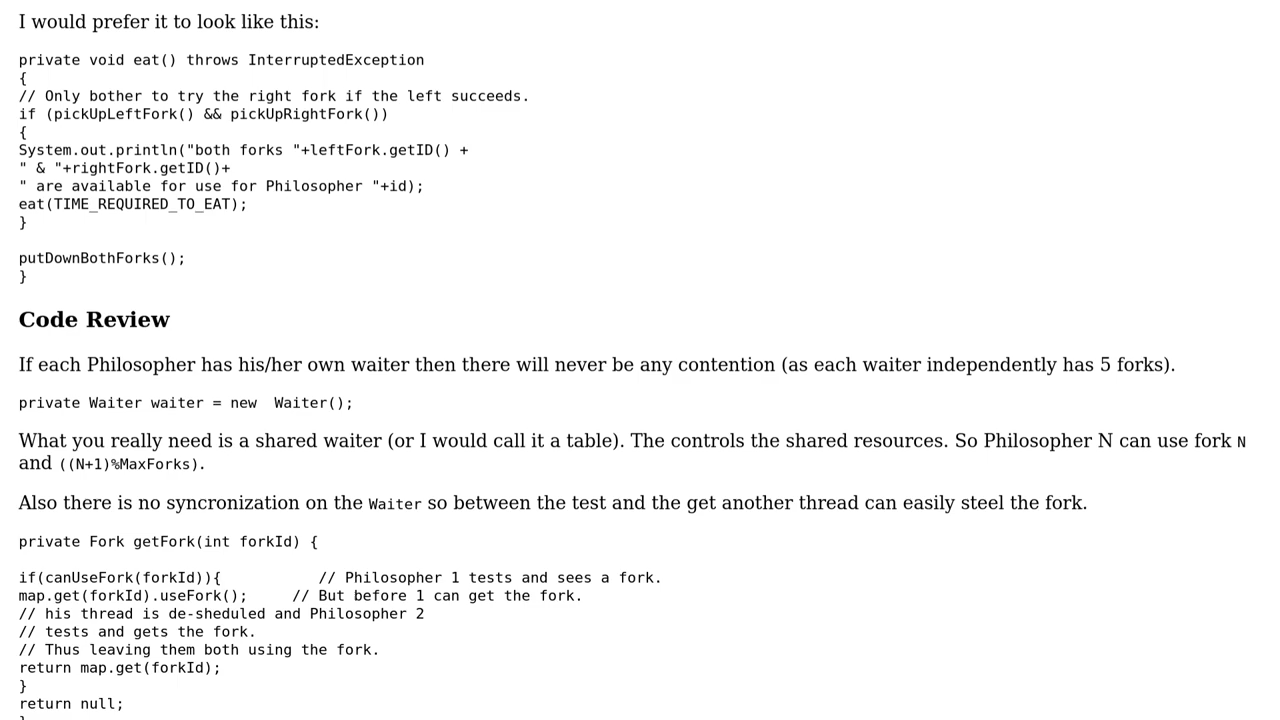 I would prefer it to look like this:
private void eat() throws InterruptedException
{
// Only bother to try the right fork if the left succeeds.
if (pickUpLeftFork() && pickUpRightFork())
{
System.out.println("both forks "+leftFork.getID() +
" & "+rightFork.getID()+
" are available for use for Philosopher "+id);
eat(TIME_REQUIRED_TO_EAT);
}
putDownBothForks();
}
Code Review
If each Philosopher has his/her own waiter then there will never be any contention (as each waiter independently has 5 forks).
private Waiter waiter = new  Waiter();
What you really need is a shared waiter (or I would call it a table). The controls the shared resources. So Philosopher N can use fork N
and ((N+1)%MaxForks).
Also there is no syncronization on the Waiter so between the test and the get another thread can easily steel the fork.
private Fork getFork(int forkId) {
if(canUseFork(forkId)){           // Philosopher 1 tests and sees a fork.
map.get(forkId).useFork();     // But before 1 can get the fork.
// his thread is de-sheduled and Philosopher 2
// tests and gets the fork.
// Thus leaving them both using the fork.
return map.get(forkId);
}
return null;
}